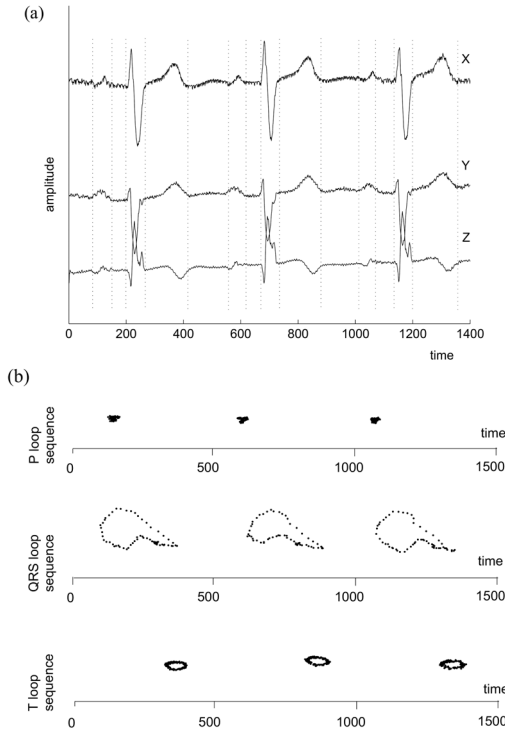 (a)
X
Y
Z
amplitude
0 200 400 600 800 1000 1200 1400
time
(b)
P loop
sequence
time
0 500 1000 1500
QRS loop
sequence
time
0 500 1000 1500
T loop
sequence
time
0 500 1000 1500